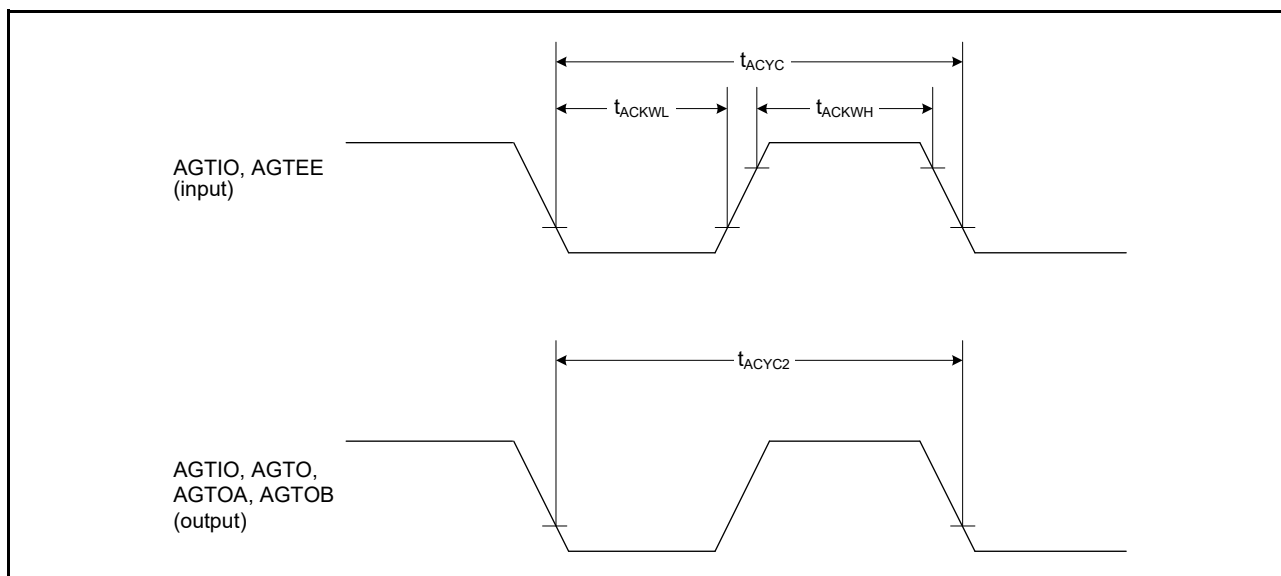 tACYC
tACKWL
tACKWH
AGTIO, AGTEE
(input)
tACYC2
AGTIO, AGTO,
AGTOA, AGTOB
(output)